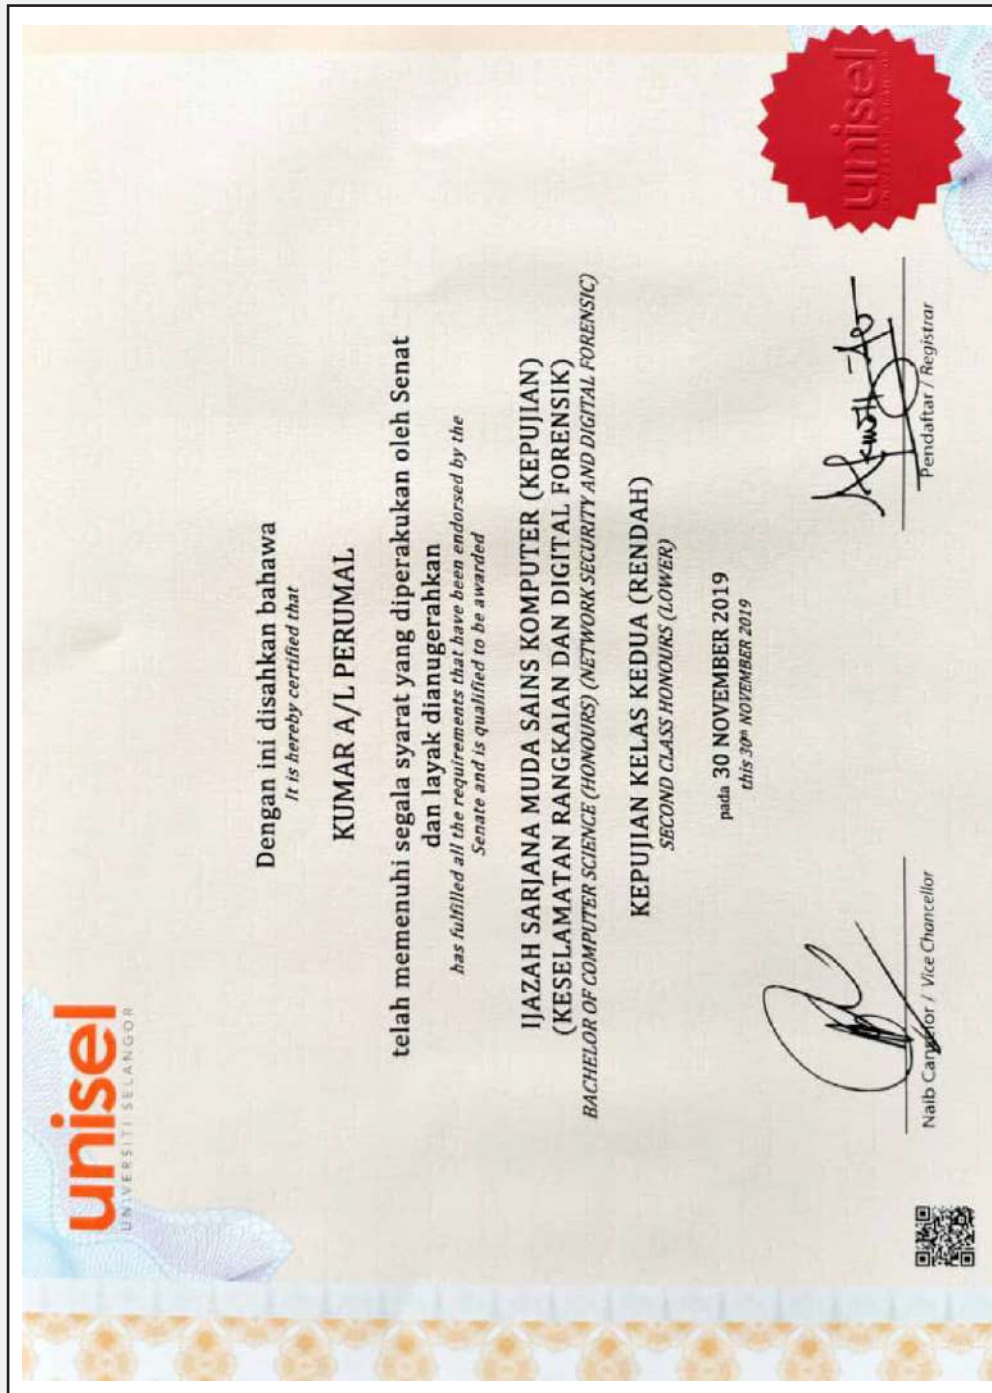 unisel
UNIVERSITI SELANGOR
Dengan ini disahkan bahawa
It is hereby certified that
KUMAR A/L PERUMAL
telah memenuhi segala syarat yang diperakukan oleh Senat
dan layak dianugerahkan
has fulfilled all the requirements that have been endorsed by the
Senate and is qualified to be awarded
IJAZAH SARJANA MUDA SAINS KOMPUTER (KEPUJIAN)
(KESELAMATAN RANGKAIAN DAN DIGITAL FORENSIK)
BACHELOR OF COMPUTER SCIENCE (HONOURS) (NETWORK SECURITY AND DIGITAL FORENSIC)
KEPUJIAN KELAS KEDUA (RENDAH)
SECOND CLASS HONOURS (LOWER)
pada 30 NOVEMBER 2019
this 30th NOVEMBER 2019
Naib Canselor / Vice Chancellor
Pendaftar / Registrar
unisel
UNIVERSITI SELANGOR